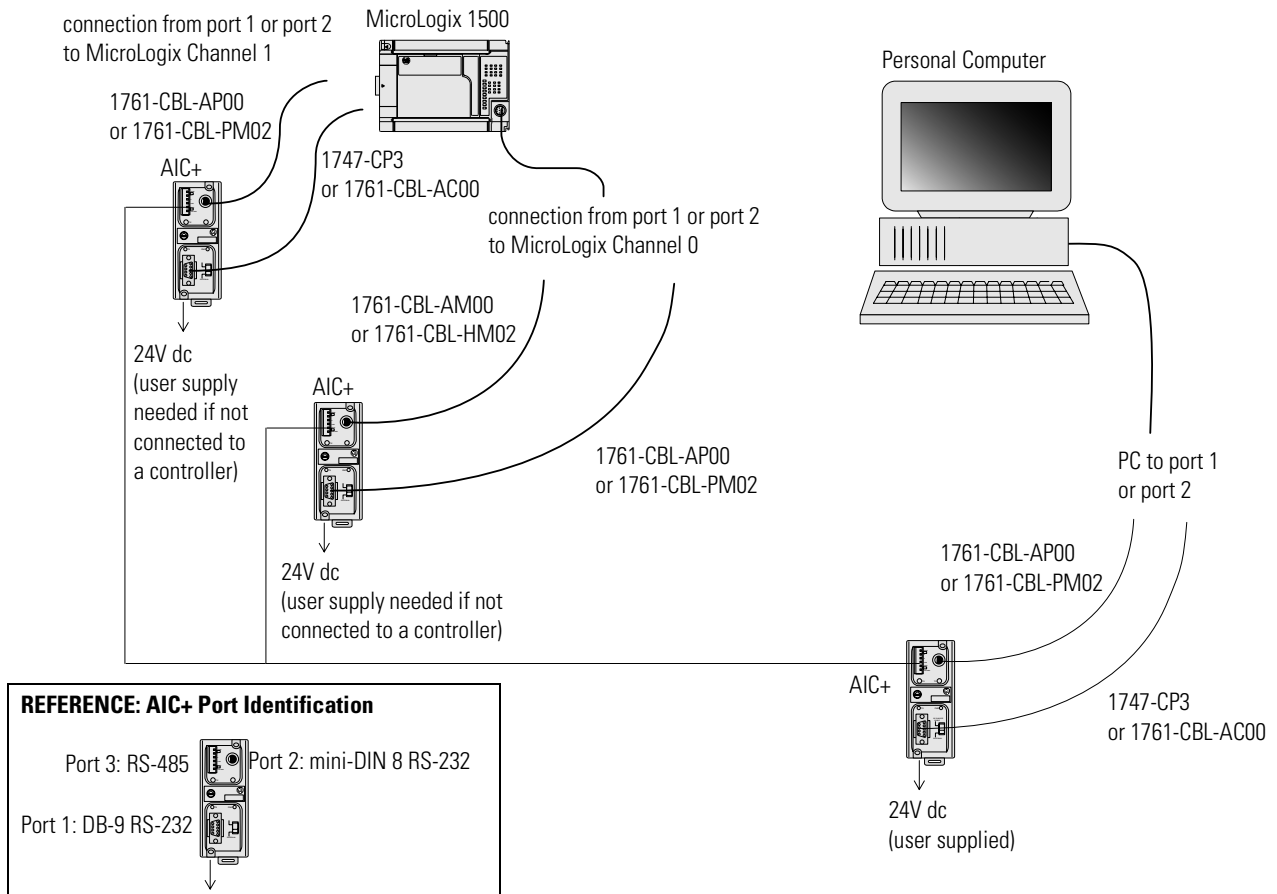 connection from port 1 or port 2
to MicroLogix Channel 1
MicroLogix 1500
Personal Computer
1761-CBL-AP00
or 1761-CBL-PM02
AIC+
1747-CP3
or 1761-CBL-AC00
connection from port 1 or port 2
to MicroLogix Channel 0
1761-CBL-AM00
or 1761-CBL-HM02
24V dc
(user supply
needed if not
connected to
a controller)
AIC+
1761-CBL-AP00
or 1761-CBL-PM02
PC to port 1
or port 2
24V dc
(user supply needed if not
connected to a controller)
1761-CBL-AP00
or 1761-CBL-PM02
AIC+
1747-CP3
or 1761-CBL-AC00
24V dc
(user supplied)
REFERENCE: AIC+ Port Identification
Port 3: RS-485
Port 2: mini-DIN 8 RS-232
Port 1: DB-9 RS-232